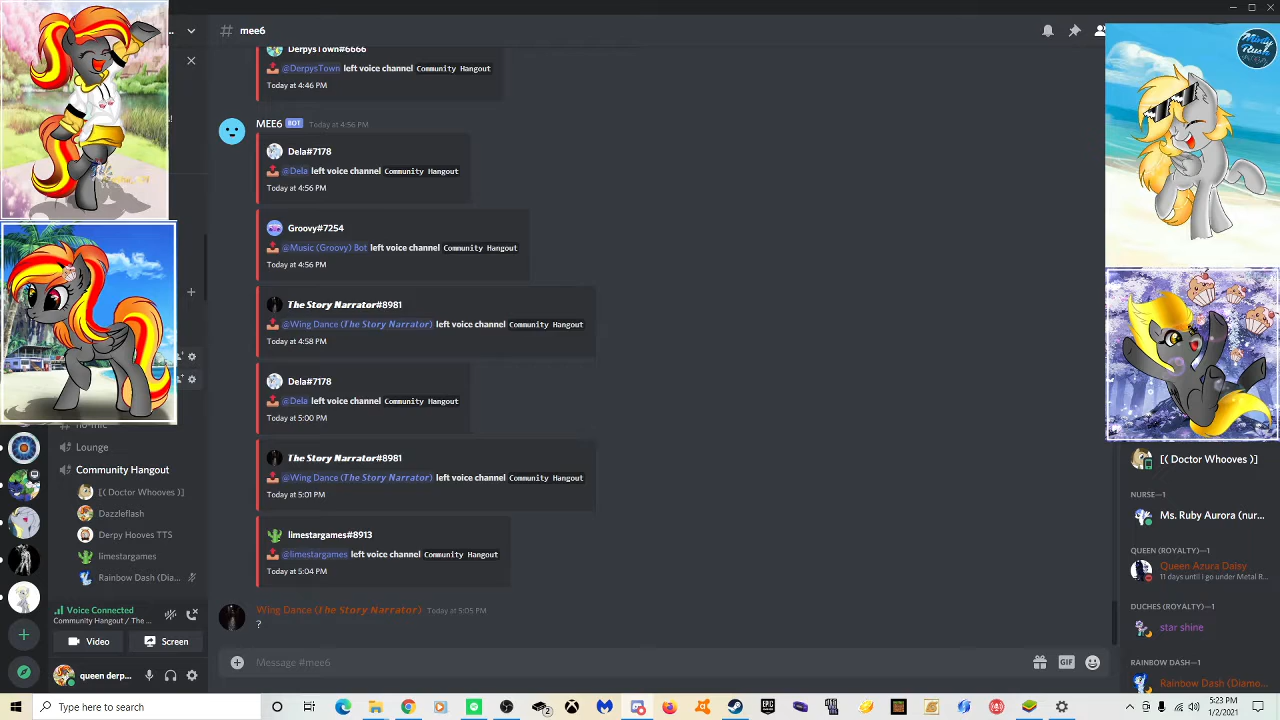 mee6
DerpysTown#6666
@DerpysTown left voice channel Community Hangout
Today at 4:46 PM
MEE6 BOT Today at 4:56 PM
Dela#7178
@Dela left voice channel Community Hangout
Today at 4:56 PM
Groovy#7254
@Music (Groovy) Bot left voice channel Community Hangout
Today at 4:56 PM
The Story Narrator#8981
@Wing Dance (The Story Narrator) left voice channel Community Hangout
Today at 4:58 PM
Dela#7178
@Dela left voice channel Community Hangout
Today at 5:00 PM
The Story Narrator#8981
@Wing Dance (The Story Narrator) left voice channel Community Hangout
Today at 5:01 PM
limestargames#8913
@limestargames left voice channel Community Hangout
Today at 5:04 PM
Wing Dance (The Story Narrator) Today at 5:05 PM
?
Message #mee6
GIF
no-mic
Lounge
Community Hangout
[( Doctor Whooves )]
Dazzleflash
Derpy Hooves TTS
limestargames
Rainbow Dash (Dia...
Voice Connected
Community Hangout / The ...
Video
Screen
queen derp...
[( Doctor Whooves )]
NURSE—1
Ms. Ruby Aurora (nur...
QUEEN (ROYALTY)—1
Queen Azura Daisy
11 days until i go under Metal R...
DUCHES (ROYALTY)—1
star shine
RAINBOW DASH—1
Rainbow Dash (Diamo...
Type here to search
5:23 PM
1/2/2021